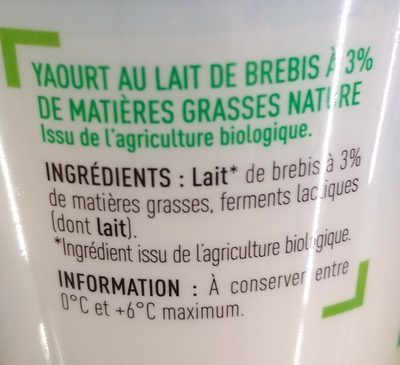 YAOURT AU LAIT DE BREBIS À 3%
DE MATIÈRES GRASSES NATURE
Issu de l'agriculture biologique.
INGRÉDIENTS : Lait* de brebis à 3%
de matières grasses, ferments lactiques
(dont lait).
*Ingrédient issu de l'agriculture biologique.
INFORMATION : À conserver entre
0°C et +6°C maximum.